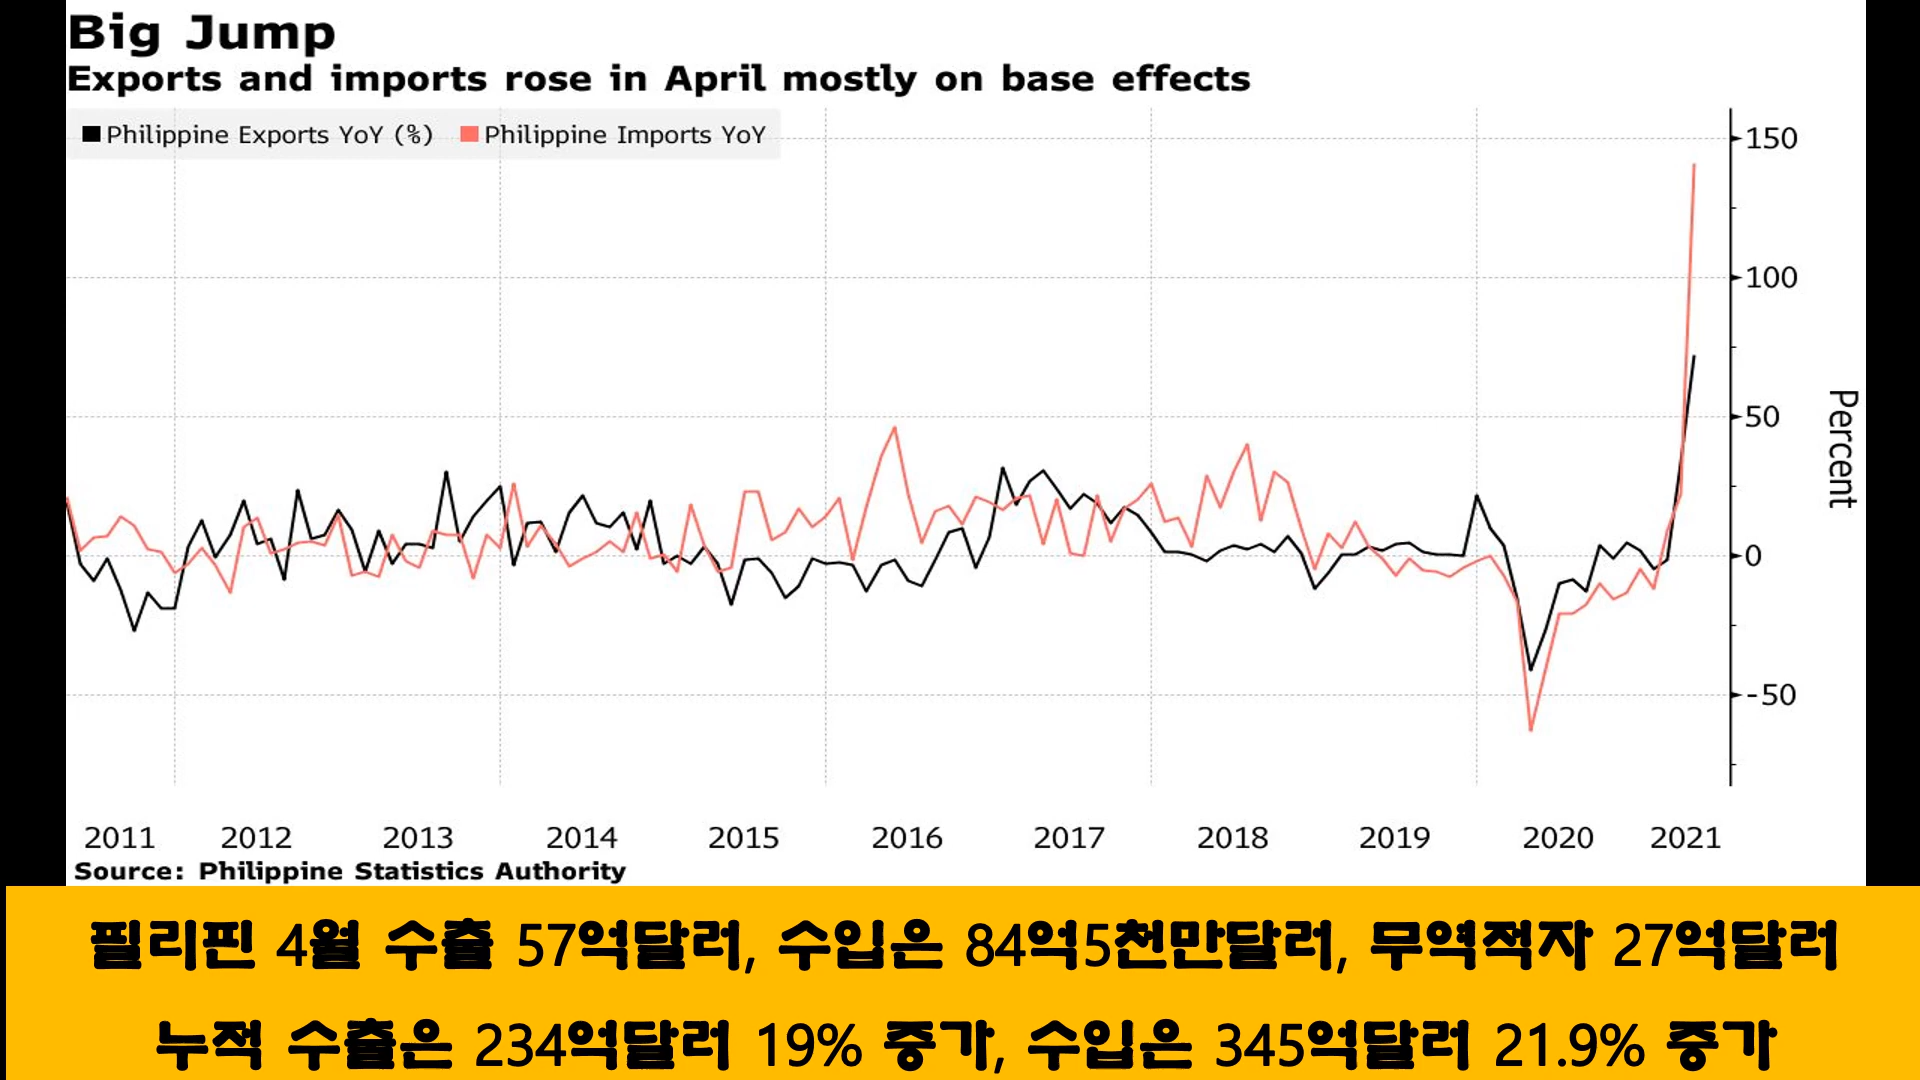 Big Jump
Exports and imports rose in April mostly on base effects
Philippine Exports YoY (%) Philippine Imports YoY
150
100
50
0
-50
Percent
2011 2012 2013 2014 2015 2016 2017 2018 2019 2020 2021
Source: Philippine Statistics Authority
필리핀 4월 수출 57억달러, 수입은 84억5천만달러, 무역적자 27억달러
누적 수출은 234억달러 19% 증가, 수입은 345억달러 21.9% 증가